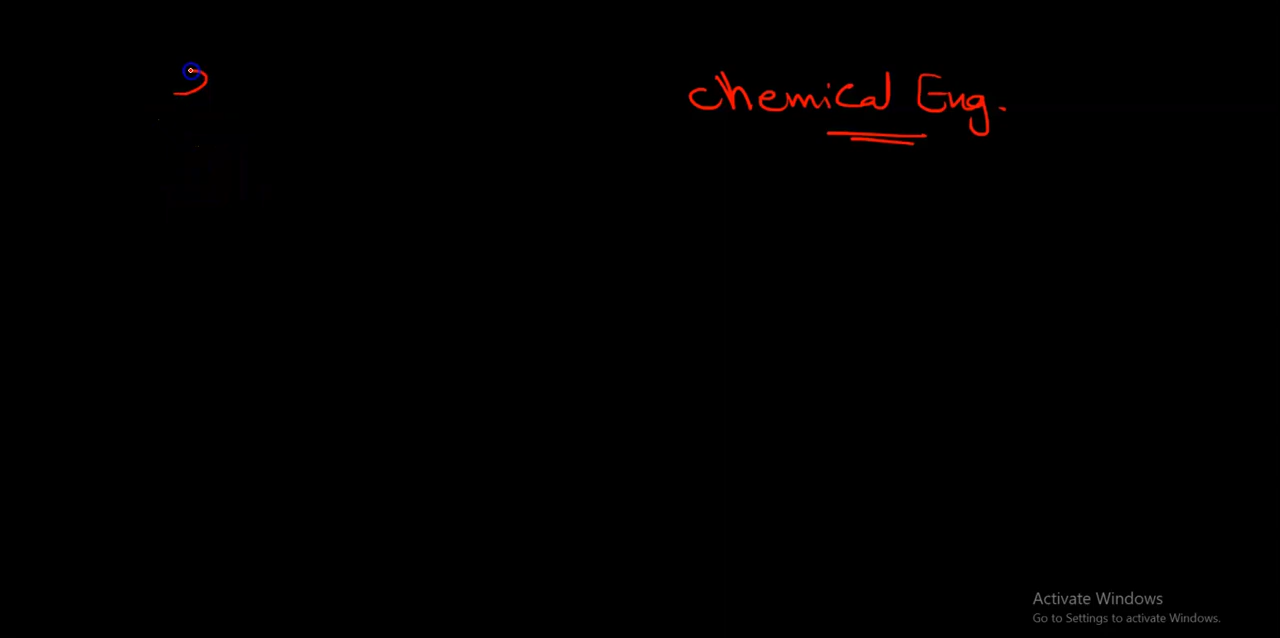 Chemical Eng.
Activate Windows
Go to Settings to activate Windows.